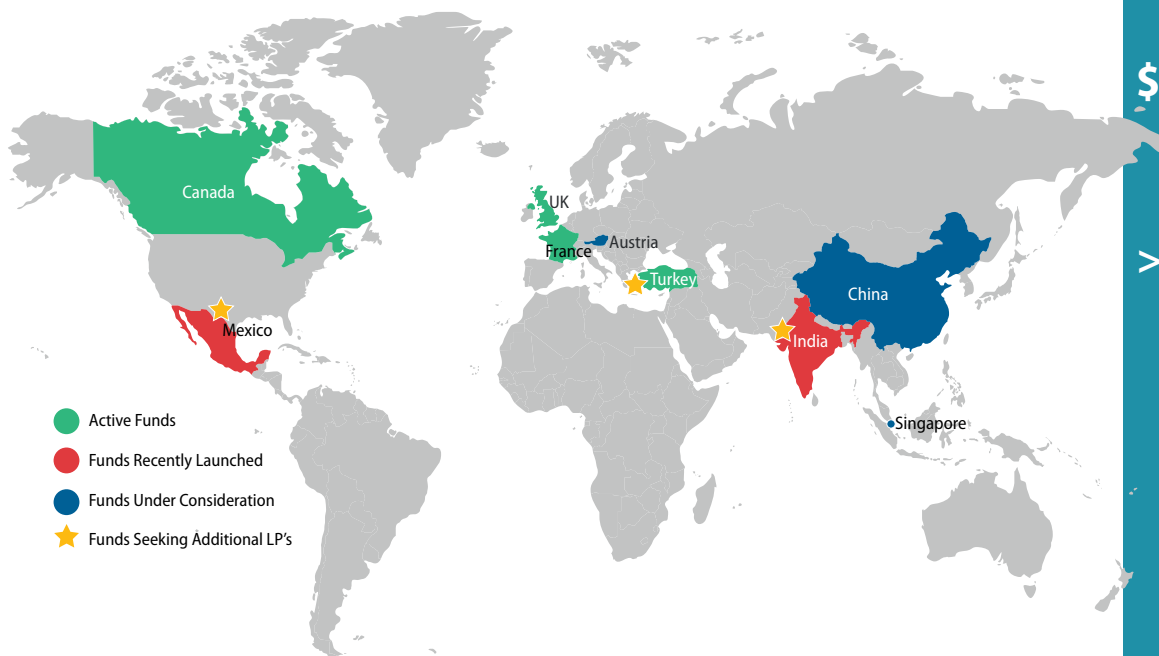 $
Canada
UK
Austria
France
>
Turkey
China
Mexico
India
Active Funds
Singapore
Funds Recently Launched
Funds Under Consideration
Funds Seeking Additional LP's